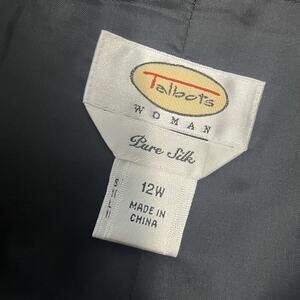 Talbots
WOMAN
Pure Silk
12W
MADE IN
CHINA